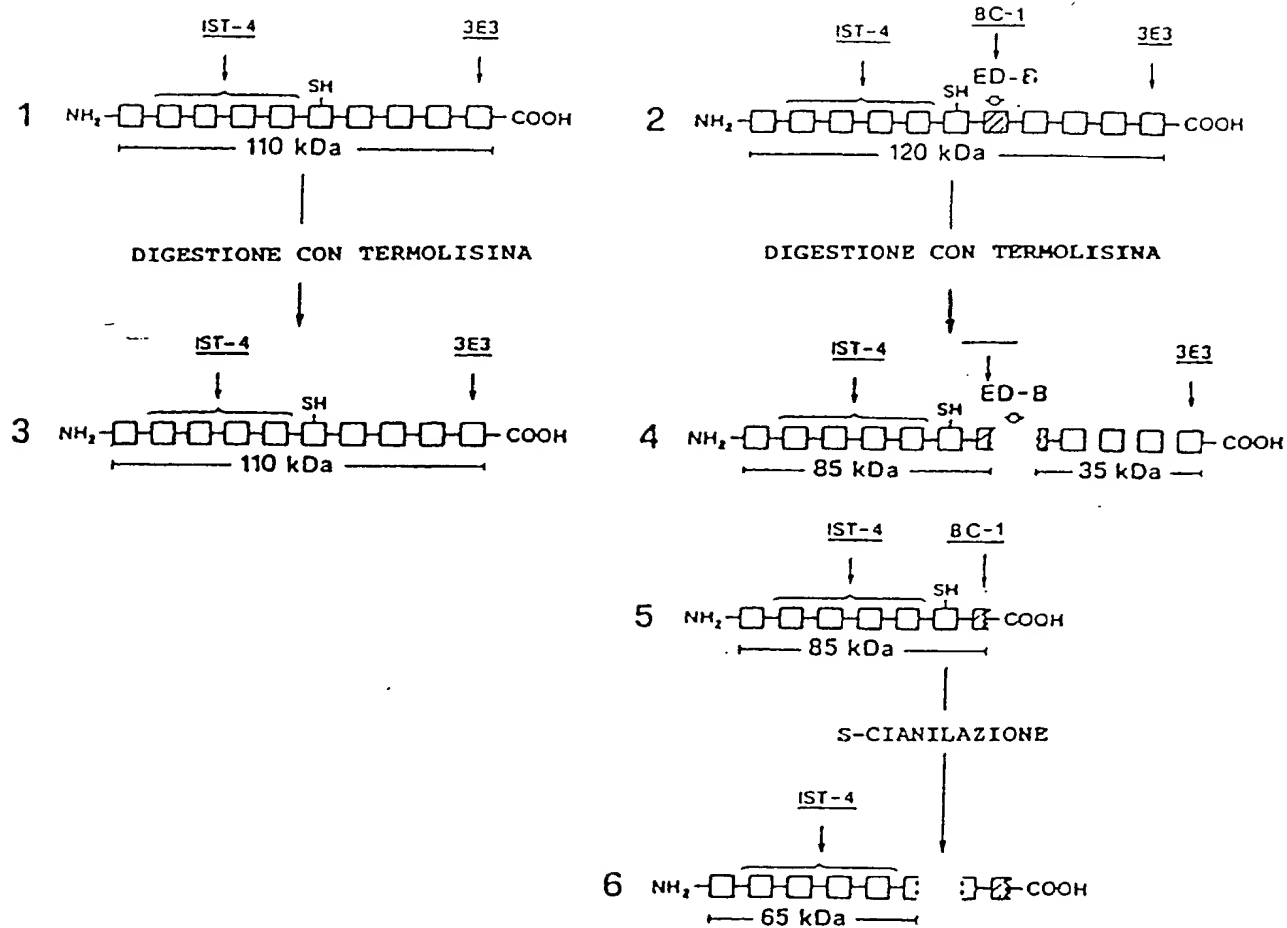 IST-4 3E3
SH
1 NH2 COOH
110 kDa
DIGESTIONE CON TERMOLISINA
IST-4 3E3
SH
3 NH2 COOH
110 kDa
BC-1
IST-4 3E3
ED-B
SH
2 NH2 COOH
120 kDa
DIGESTIONE CON TERMOLISINA
IST-4 3E3
ED-B
SH
4 NH2 COOH
85 kDa 35 kDa
IST-4 BC-1
SH
5 NH2 COOH
85 kDa
S-CIANILAZIONE
IST-4
6 NH2 COOH
65 kDa